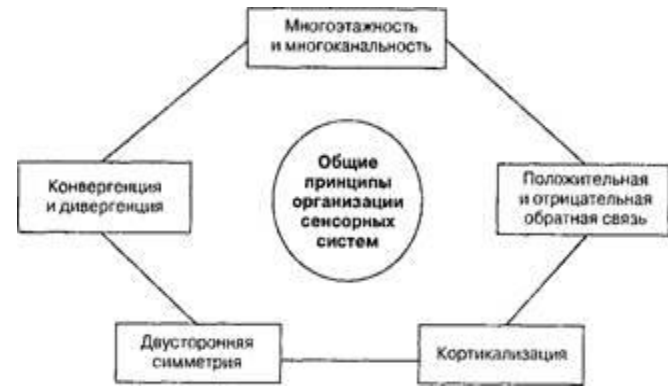 Многоэтажность
и многоканальность
Конвергенция
и дивергенция
Общие
принципы
организации
сенсорных
систем
Положительная
и отрицательная
обратная связь
Двусторонняя
симметрия
Кортикализация